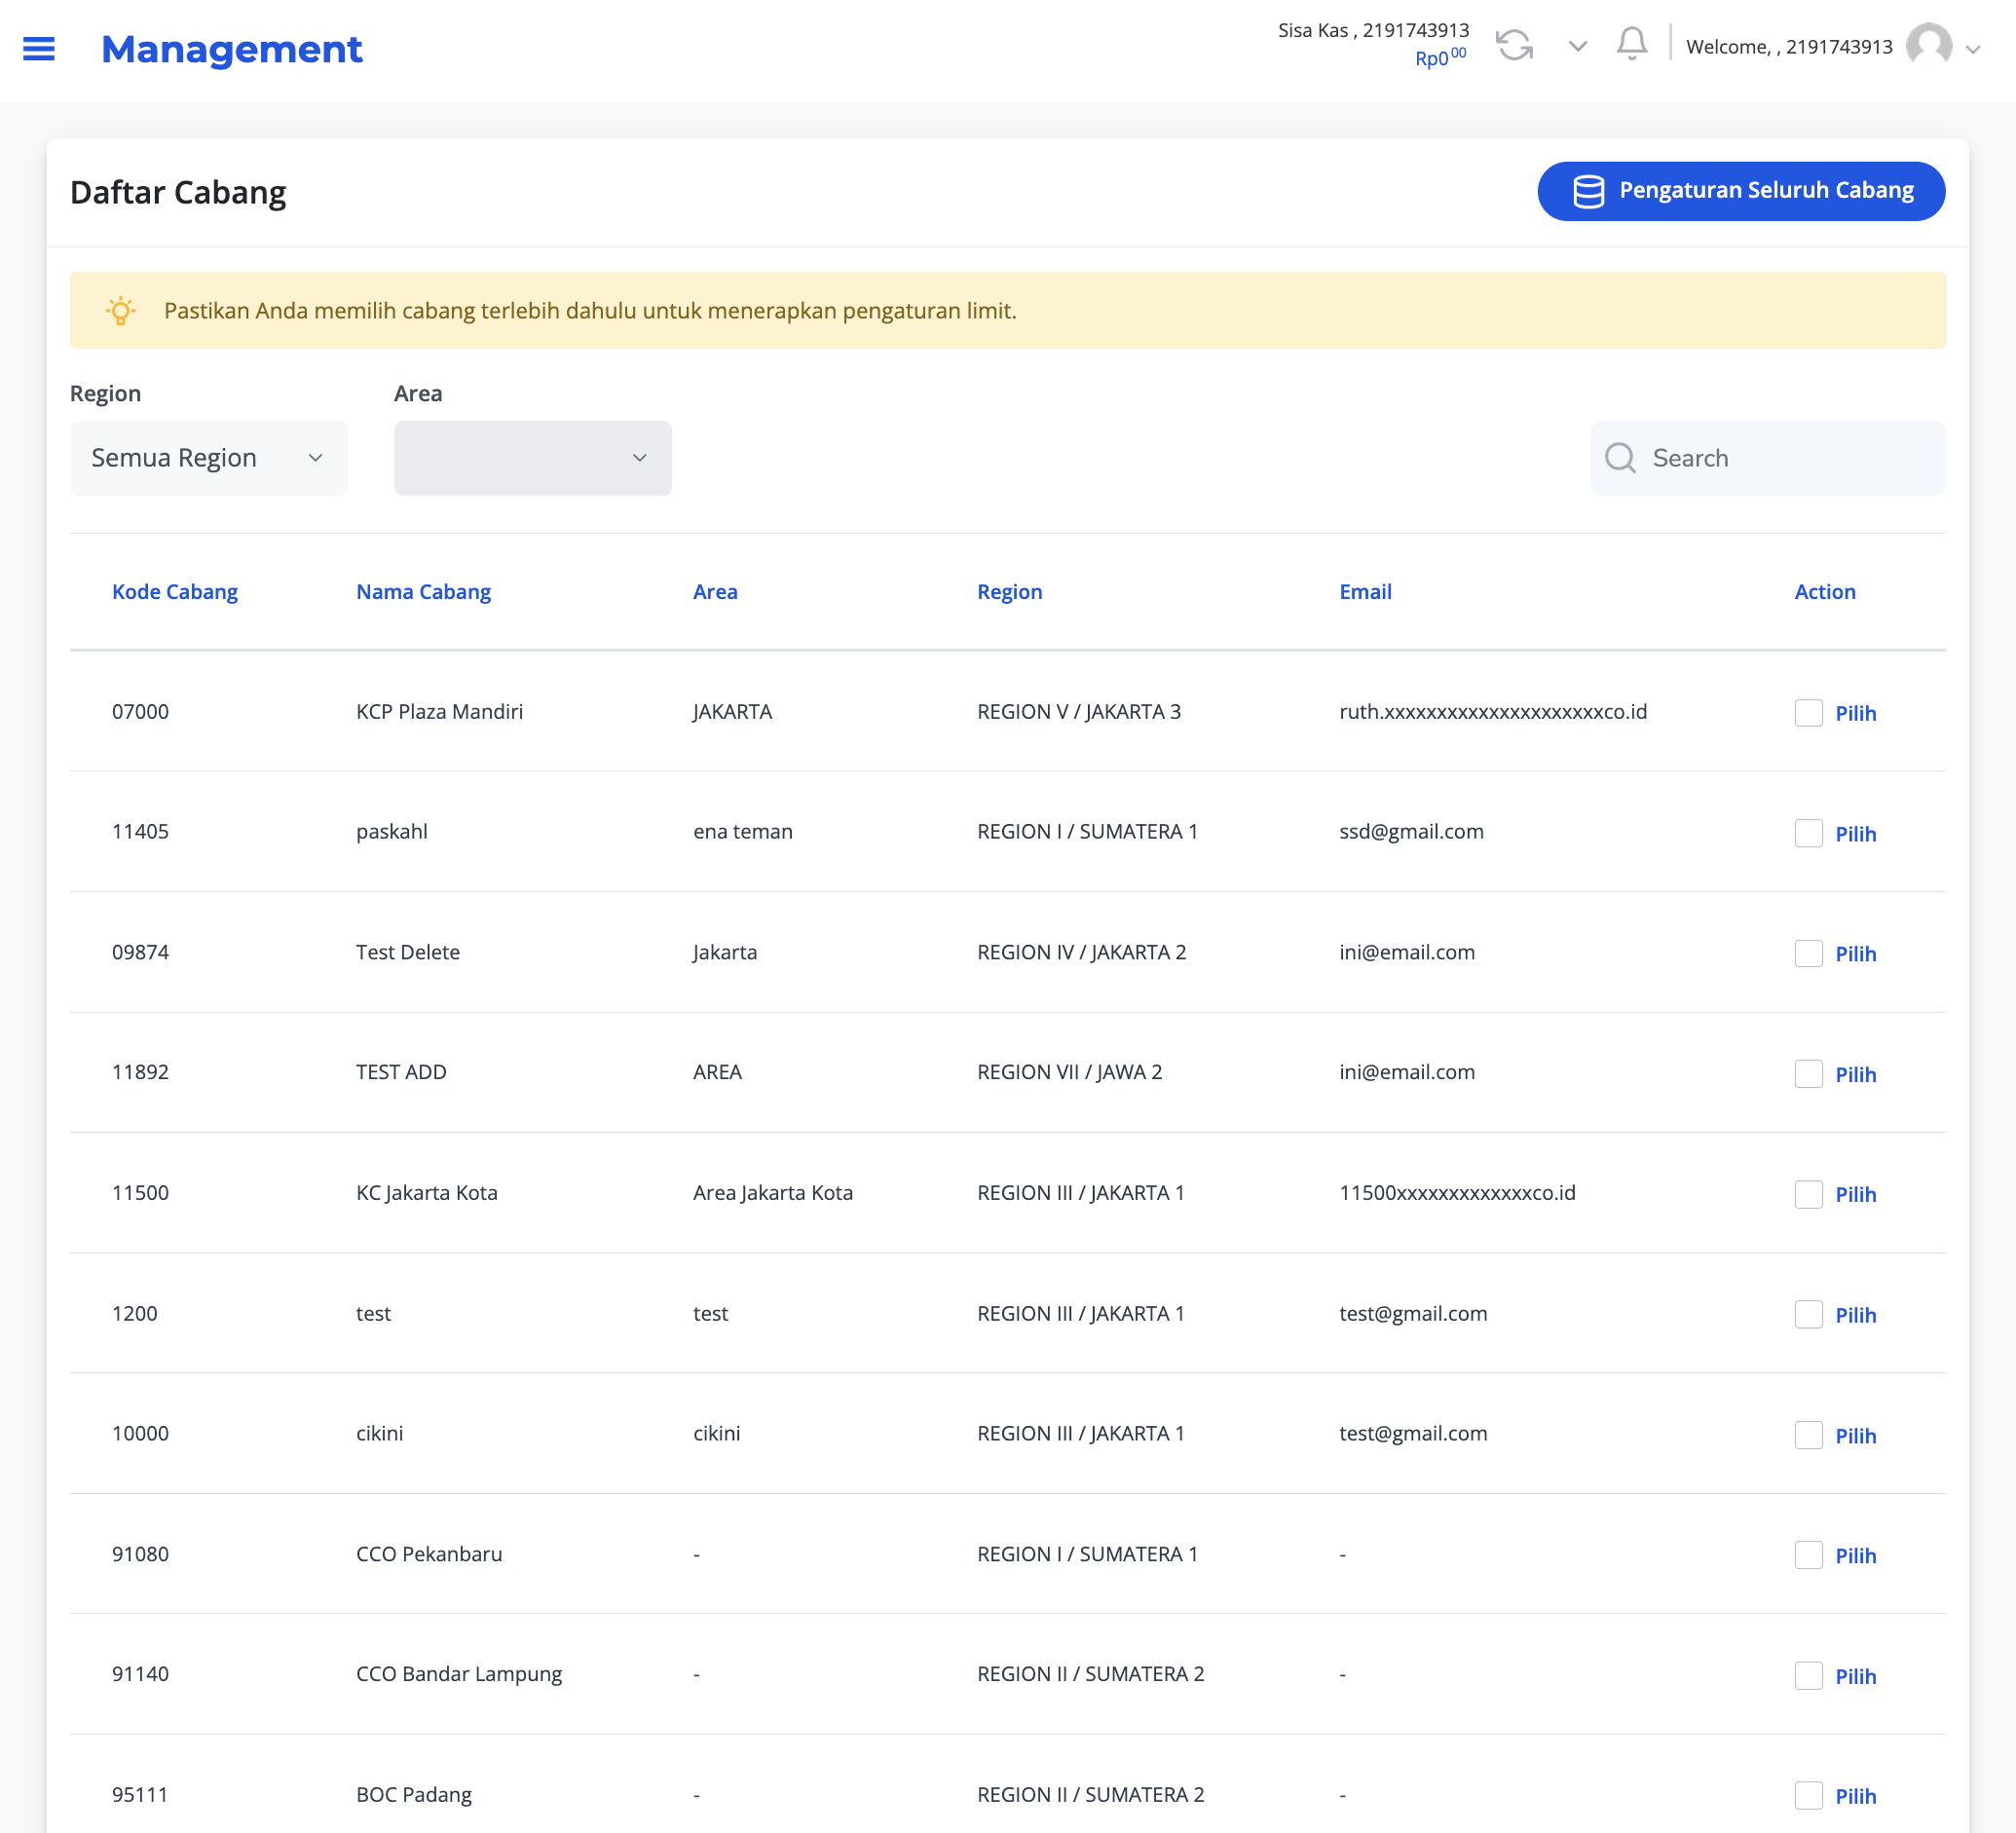 Management
Sisa Kas , 2191743913
Rp0 00
Welcome, , 2191743913
Daftar Cabang
Pengaturan Seluruh Cabang
Pastikan Anda memilih cabang terlebih dahulu untuk menerapkan pengaturan limit.
Region Area
Semua Region
Search
Kode Cabang Nama Cabang Area Region Email Action
07000 KCP Plaza Mandiri JAKARTA REGION V / JAKARTA 3 ruth.xxxxxxxxxxxxxxxxxxxxxco.id Pilih
11405 paskahl ena teman REGION I / SUMATERA 1 ssd@gmail.com Pilih
09874 Test Delete Jakarta REGION IV / JAKARTA 2 ini@email.com Pilih
11892 TEST ADD AREA REGION VII / JAWA 2 ini@email.com Pilih
11500 KC Jakarta Kota Area Jakarta Kota REGION III / JAKARTA 1 11500xxxxxxxxxxxxxco.id Pilih
1200 test test REGION III / JAKARTA 1 test@gmail.com Pilih
10000 cikini cikini REGION III / JAKARTA 1 test@gmail.com Pilih
91080 CCO Pekanbaru - REGION I / SUMATERA 1 - Pilih
91140 CCO Bandar Lampung - REGION II / SUMATERA 2 - Pilih
95111 BOC Padang - REGION II / SUMATERA 2 - Pilih